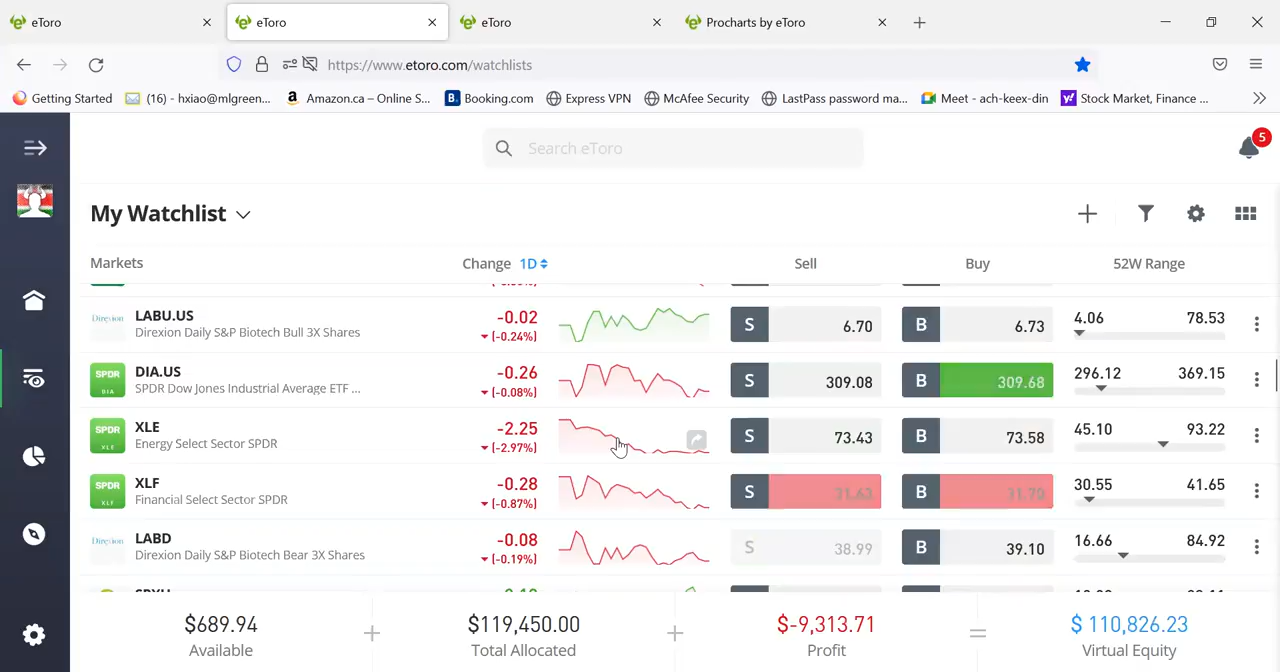 eToro
eToro
eToro
Procharts by eToro
https://www.etoro.com/watchlists
Getting Started
(16) - hxiao@mlgreen...
Amazon.ca – Online S...
Booking.com
Express VPN
McAfee Security
LastPass password ma...
Meet - ach-keex-din
Stock Market, Finance ...
Search eToro
5
My Watchlist
Markets Change 1D Sell Buy 52W Range
LABU.US
Direxion Daily S&P Biotech Bull 3X Shares
-0.02
(-0.24%)
S 6.70
B 6.73
4.06 78.53
DIA.US
SPDR Dow Jones Industrial Average ETF ...
-0.26
(-0.08%)
S 309.08
B 309.68
296.12 369.15
XLE
Energy Select Sector SPDR
-2.25
(-2.97%)
S 73.43
B 73.58
45.10 93.22
XLF
Financial Select Sector SPDR
-0.28
(-0.87%)
S 31.63
B 31.70
30.55 41.65
LABD
Direxion Daily S&P Biotech Bear 3X Shares
-0.08
(-0.19%)
S 38.99
B 39.10
16.66 84.92
$689.94
Available
$119,450.00
Total Allocated
$-9,313.71
Profit
$ 110,826.23
Virtual Equity